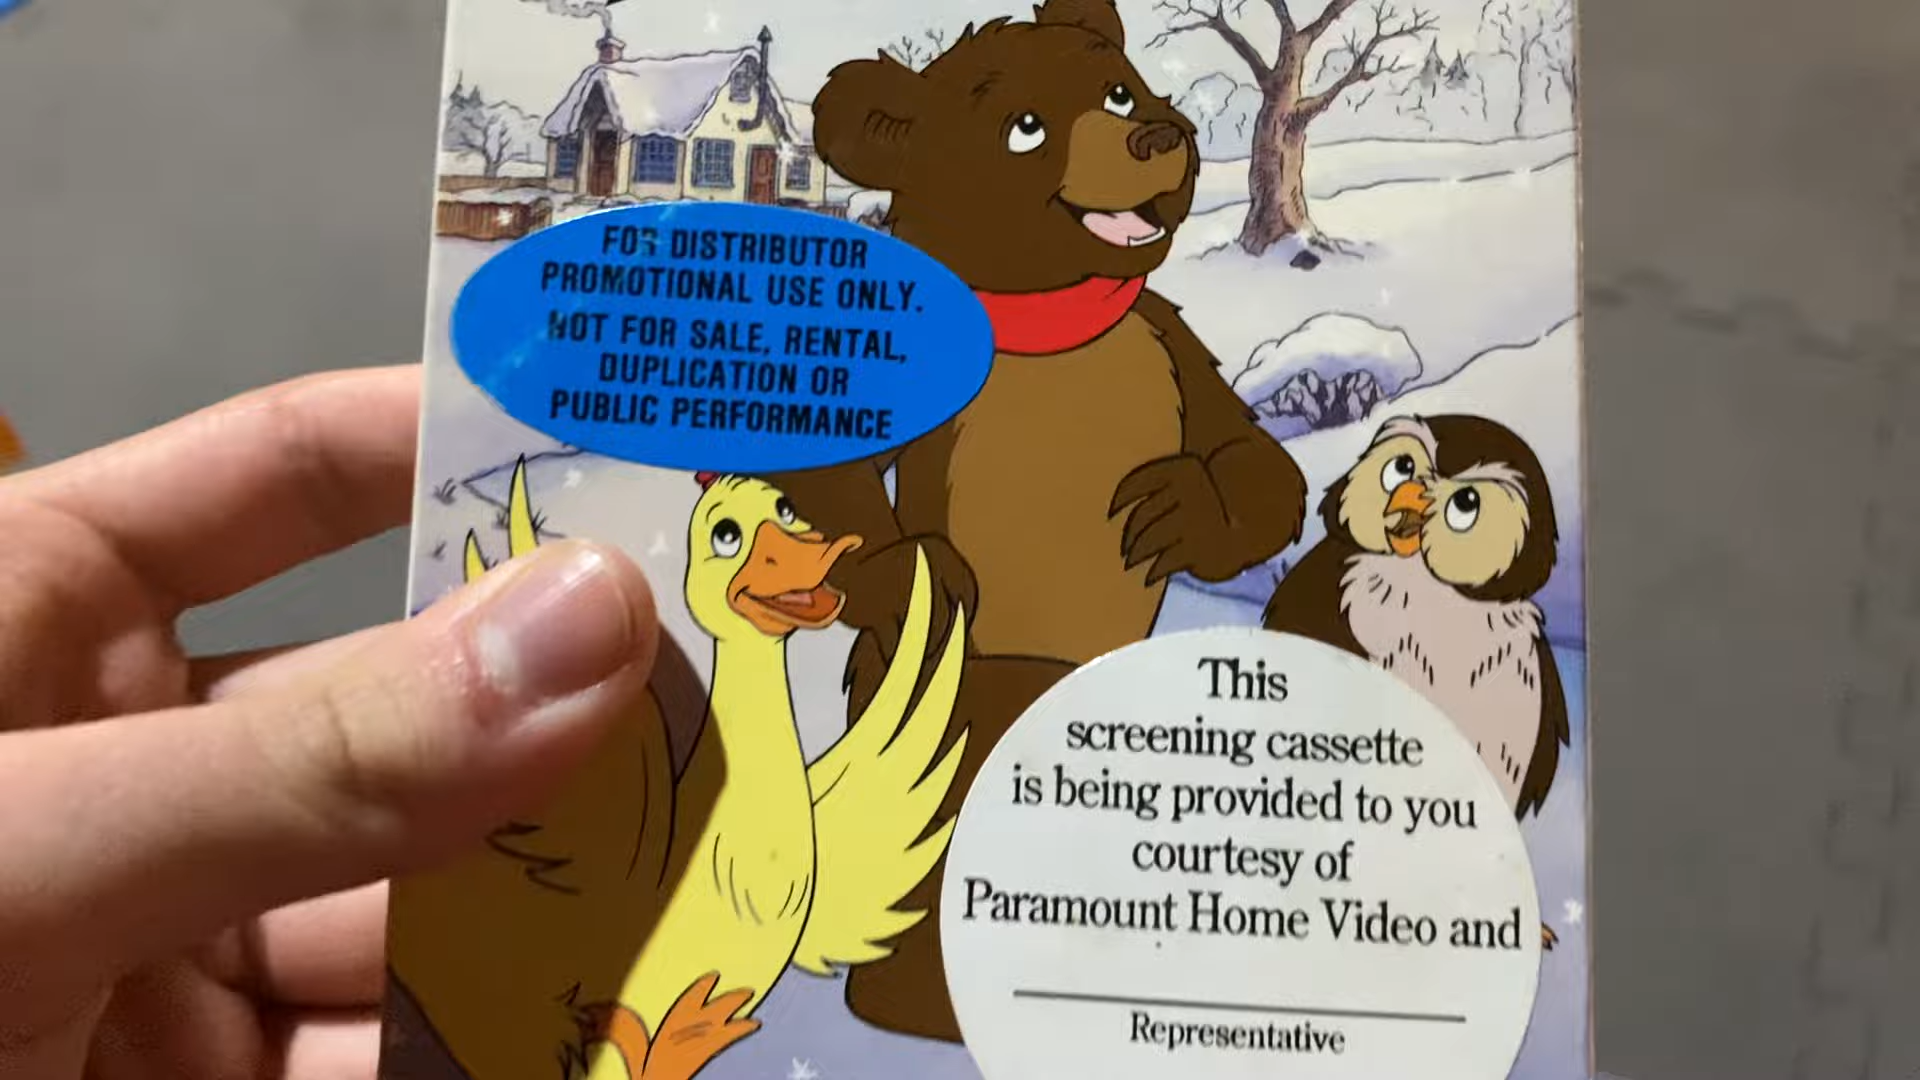 FOR DISTRIBUTOR
PROMOTIONAL USE ONLY.
NOT FOR SALE, RENTAL,
DUPLICATION OR
PUBLIC PERFORMANCE
This
screening cassette
is being provided to you
courtesy of
Paramount Home Video and
Representative